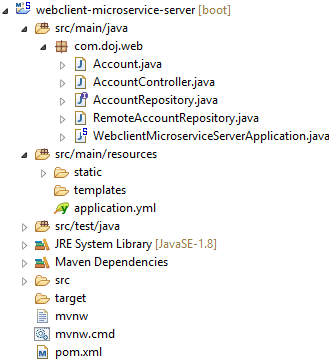 webclient-microservice-server [boot]
src/main/java
com.doj.web
Account.java
AccountController.java
AccountRepository.java
RemoteAccountRepository.java
WebclientMicroserviceServerApplication.java
src/main/resources
static
templates
application.yml
src/test/java
JRE System Library [JavaSE-1.8]
Maven Dependencies
src
target
mvnw
mvnw.cmd
pom.xml